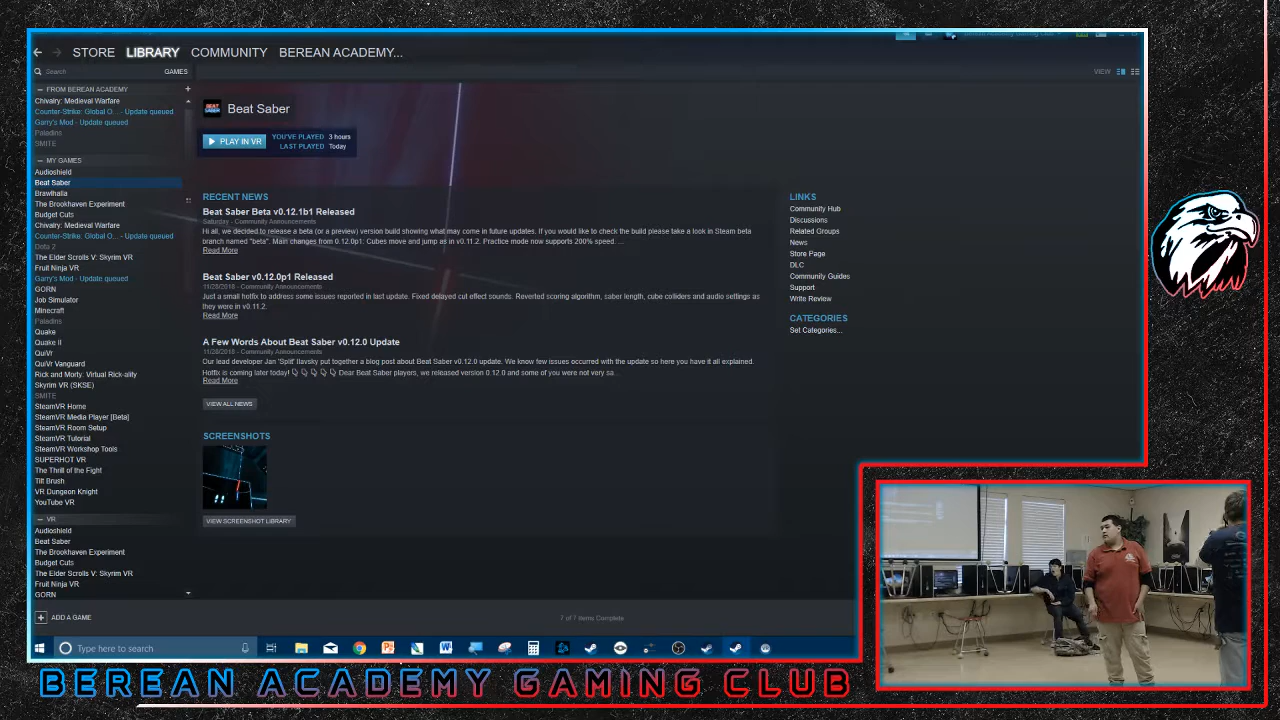 STORE LIBRARY COMMUNITY BEREAN ACADEMY...
Search GAMES
VIEW
FROM BEREAN ACADEMY
Chivalry: Medieval Warfare
Counter-Strike: Global O... - Update queued
Garry's Mod - Update queued
Paladins
SMITE
MY GAMES
Audioshield
Beat Saber
Brawlhalla
The Brookhaven Experiment
Budget Cuts
Chivalry: Medieval Warfare
Counter-Strike: Global O... - Update queued
Dota 2
The Elder Scrolls V: Skyrim VR
Fruit Ninja VR
Garry's Mod - Update queued
GORN
Job Simulator
Minecraft
Paladins
Quake
Quake II
QuiVr
QuiVr Vanguard
Rick and Morty: Virtual Rick-ality
Skyrim VR (SKSE)
SMITE
SteamVR Home
SteamVR Media Player [Beta]
SteamVR Room Setup
SteamVR Tutorial
SteamVR Workshop Tools
SUPERHOT VR
The Thrill of the Fight
Tilt Brush
VR Dungeon Knight
YouTube VR
VR
Audioshield
Beat Saber
The Brookhaven Experiment
Budget Cuts
The Elder Scrolls V: Skyrim VR
Fruit Ninja VR
GORN
ADD A GAME
Beat Saber
PLAY IN VR
YOU'VE PLAYED 3 hours
LAST PLAYED Today
RECENT NEWS
Beat Saber Beta v0.12.1b1 Released
Saturday - Community Announcements
Hi all, we decided to release a beta (or a preview) version build showing what may come in future updates. If you would like to check the build please take a look in Steam beta
branch named "beta". Main changes from 0.12.0p1: Cubes move and jump as in v0.11.2. Practice mode now supports 200% speed. ...
Read More
Beat Saber v0.12.0p1 Released
11/28/2018 - Community Announcements
Just a small hotfix to address some issues reported in last update. Fixed delayed cut effect sounds. Reverted scoring algorithm, saber length, cube colliders and audio settings as
they were in v0.11.2.
Read More
A Few Words About Beat Saber v0.12.0 Update
11/28/2018 - Community Announcements
Our lead developer Jan 'Split' Ilavsky put together a blog post about Beat Saber v0.12.0 update. We know few issues occurred with the update so here you have it all explained.
Hotfix is coming later today! Dear Beat Saber players, we released version 0.12.0 and some of you were not very sa...
Read More
VIEW ALL NEWS
SCREENSHOTS
VIEW SCREENSHOT LIBRARY
LINKS
Community Hub
Discussions
Related Groups
News
Store Page
DLC
Community Guides
Support
Write Review
CATEGORIES
Set Categories...
7 of 7 Items Complete
Type here to search
BEREAN ACADEMY GAMING CLUB